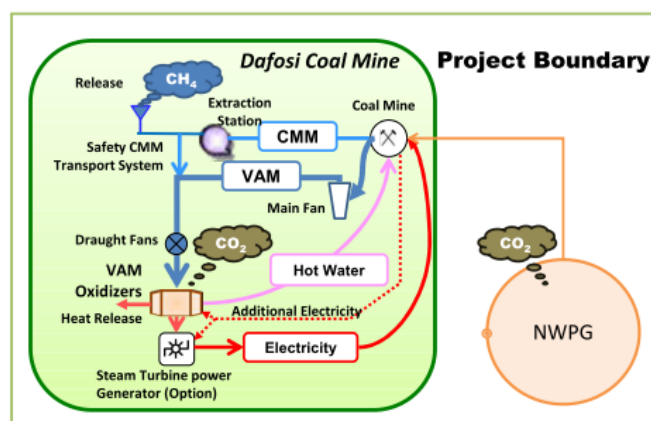 Dafosi Coal Mine
Project Boundary
CH4
Release
Extraction
Station
Coal Mine
CMM
Safety CMM
Transport System
VAM
Main Fan
Draught Fans
CO2
CO2
VAM
Oxidizers
Hot Water
Heat Release
Additional Electricity
NWPG
Electricity
Steam Turbine power
Generator (Option)